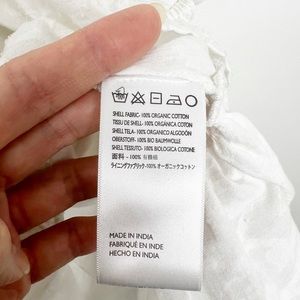 SHELL FABRIC- 100% ORGANIC COTTON
TISSU DE SHELL- 100% ORGÁNICA COTON
SHELL TELA- 100% ORGÁNICO ALGODÓN
OBERSTOFF- 100% BIO BAUMWOLLE
SHELL TESSUTO- 100% BIOLOGICA COTONE
面料 - 100% 有機棉
ライニングファブリック-100% オーガニックコットン
MADE IN INDIA
FABRIQUÉ EN INDE
HECHO EN INDIA